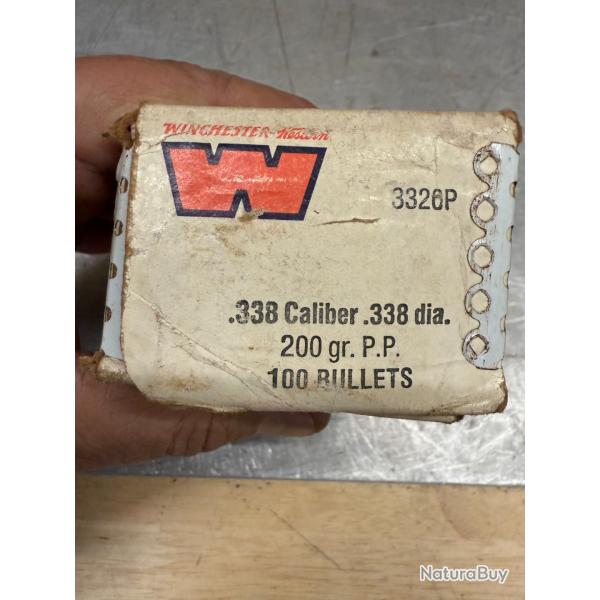 WINCHESTER-Western
W
3326P
.338 Caliber .338 dia.
200 gr. P.P.
100 BULLETS
NaturaBuy